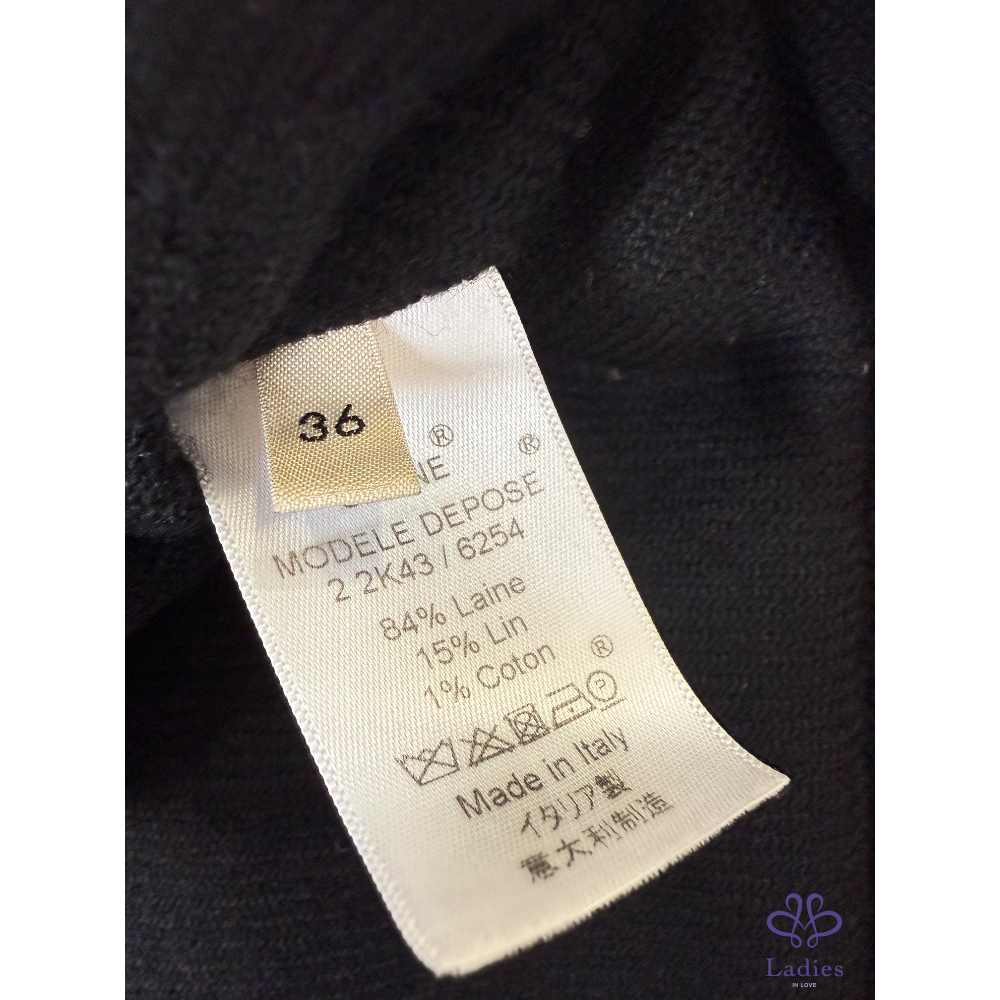 36
®
NE ®
MODELE DEPOSE
2 2K43 / 6254
84% Laine
15% Lin
1% Coton ®
P
Made in Italy
イタリア製
意大利制造
Ladies
IN LOVE